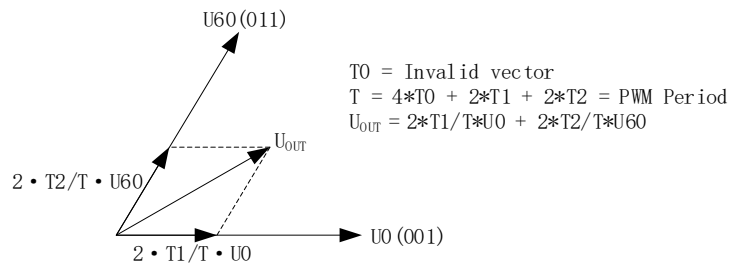 U60(011)
T0 = Invalid vector
T = 4*T0 + 2*T1 + 2*T2 = PWM Period
UOUT = 2*T1/T*U0 + 2*T2/T*U60
UOUT
2·T2/T·U60
U0(001)
2·T1/T·U0